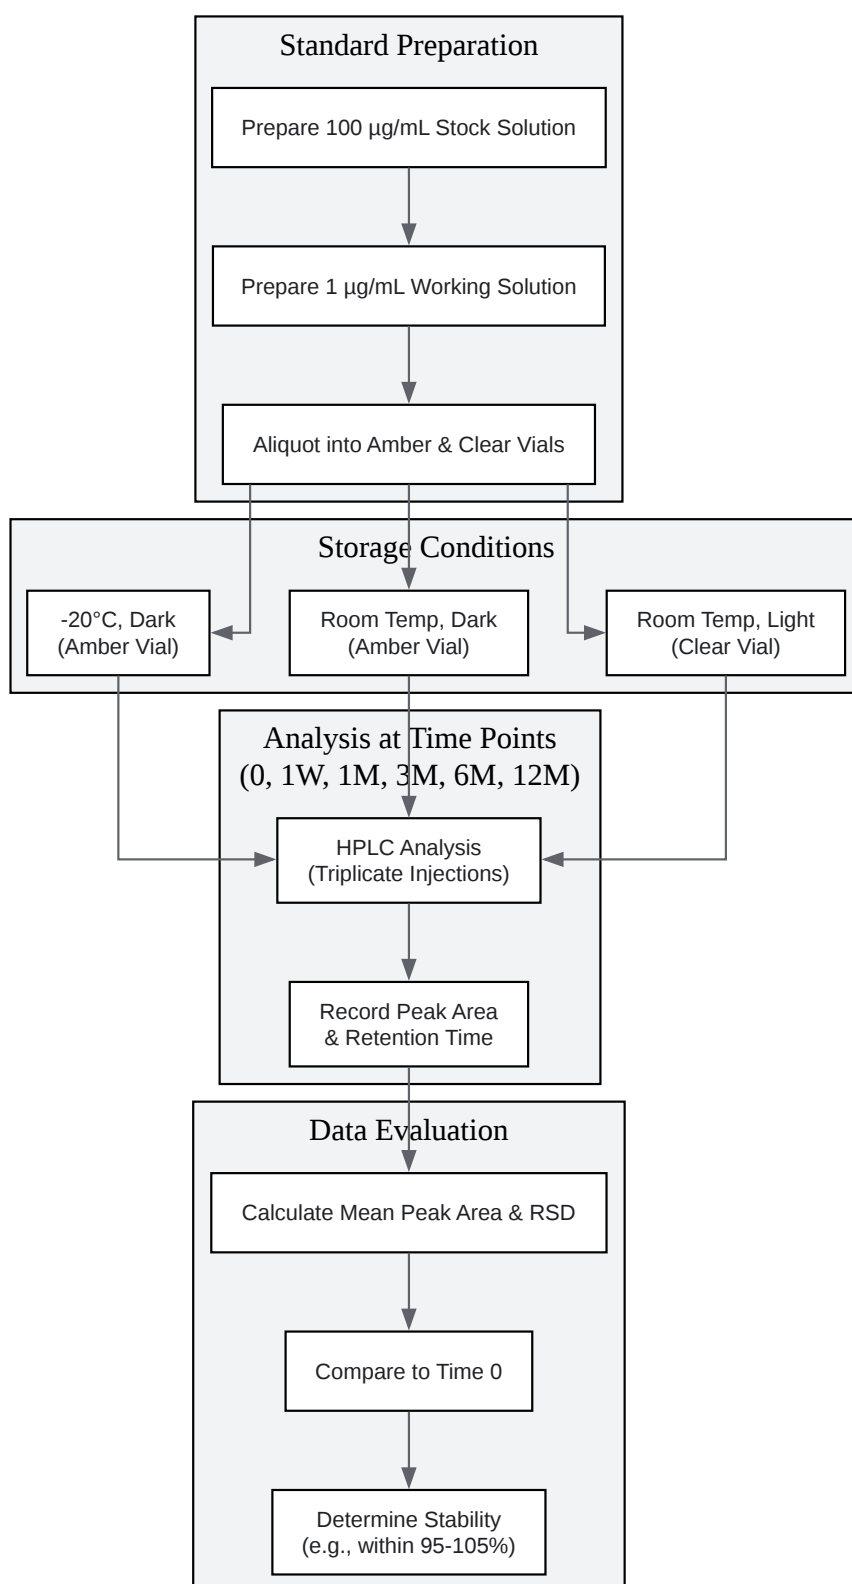 Standard Preparation
Prepare 100 µg/mL Stock Solution
Prepare 1 µg/mL Working Solution
Aliquot into Amber & Clear Vials
Storage Conditions
-20°C, Dark
(Amber Vial)
Room Temp, Dark
(Amber Vial)
Room Temp, Light
(Clear Vial)
Analysis at Time Points
(0, 1W, 1M, 3M, 6M, 12M)
HPLC Analysis
(Triplicate Injections)
Record Peak Area
& Retention Time
Data Evaluation
Calculate Mean Peak Area & RSD
Compare to Time 0
Determine Stability
(e.g., within 95-105%)